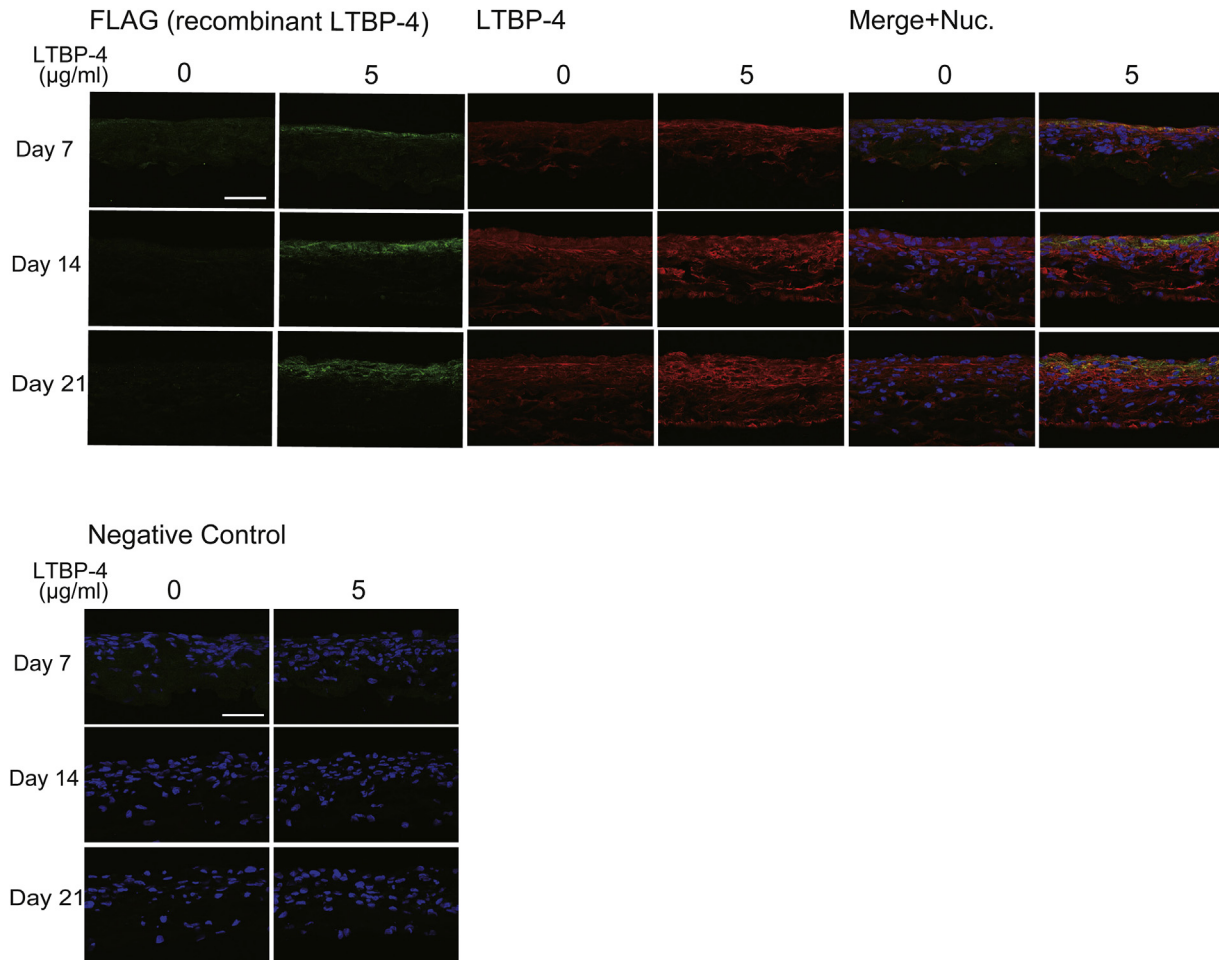 FLAG (recombinant LTBP-4) LTBP-4 Merge+Nuc.
LTBP-4
(µg/ml) 0 5 0 5 0 5
Day 7
Day 14
Day 21
Negative Control
LTBP-4
(µg/ml) 0 5
Day 7
Day 14
Day 21